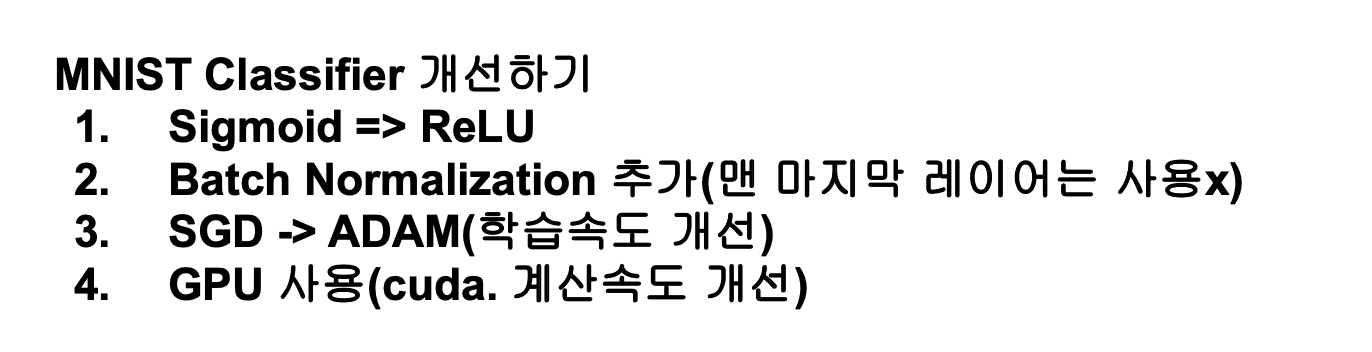 MNIST Classifier 개선하기
1. Sigmoid => ReLU
2. Batch Normalization 추가(맨 마지막 레이어는 사용x)
3. SGD -> ADAM(학습속도 개선)
4. GPU 사용(cuda. 계산속도 개선)